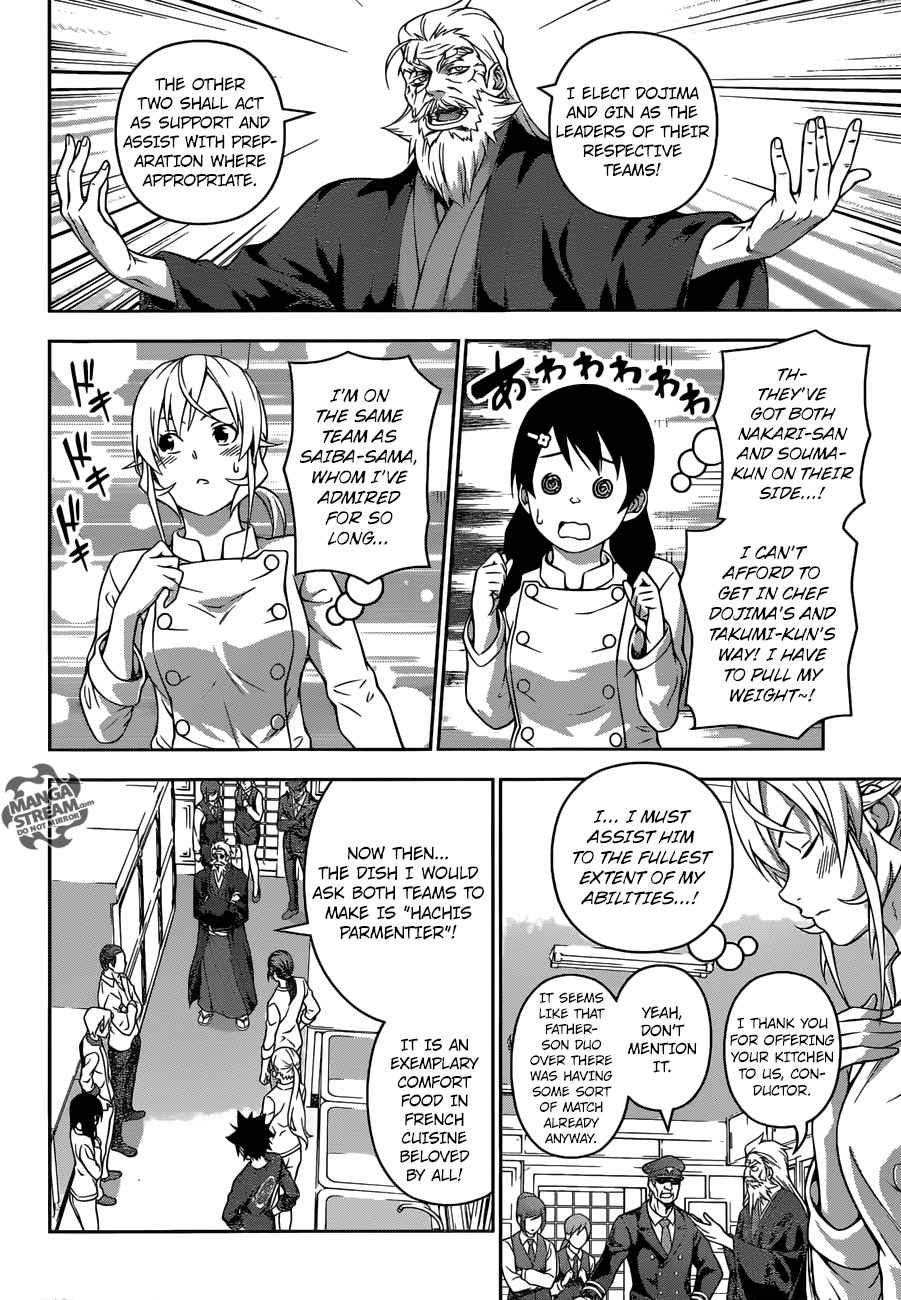 I ELECT DOJIMA
AND GIN AS THE
LEADERS OF THEIR
RESPECTIVE
TEAMS!
THE OTHER
TWO SHALL ACT
AS SUPPORT AND
ASSIST WITH PREP-
ARATION WHERE
APPROPRIATE.
TH-
THEY'VE
GOT BOTH
NAKARI-SAN
AND SOUMA-
KUN ON THEIR
SIDE...!
I CAN'T
AFFORD TO
GET IN CHEF
DOJIMA'S AND
TAKUMI-KUN'S
WAY! I HAVE
TO PULL MY
WEIGHT~!
あわわわわわ
I'M ON
THE SAME
TEAM AS
SAIBA-SAMA,
WHOM I'VE
ADMIRED
FOR SO
LONG...
ドキ
ドキ
I... I MUST
ASSIST HIM
TO THE FULLEST
EXTENT OF MY
ABILITIES...!
I THANK YOU
FOR OFFERING
YOUR KITCHEN
TO US, CON-
DUCTOR.
YEAH,
DON'T
MENTION
IT.
IT SEEMS
LIKE THAT
FATHER-
SON DUO
OVER THERE
WAS HAVING
SOME SORT
OF MATCH
ALREADY
ANYWAY.
NOW THEN...
THE DISH I WOULD
ASK BOTH TEAMS TO
MAKE IS "HACHIS
PARMENTIER"!
IT IS AN
EXEMPLARY
COMFORT
FOOD IN
FRENCH
CUISINE
BELOVED
BY ALL!
MANGA
STREAM.com
DO NOT MIRROR!